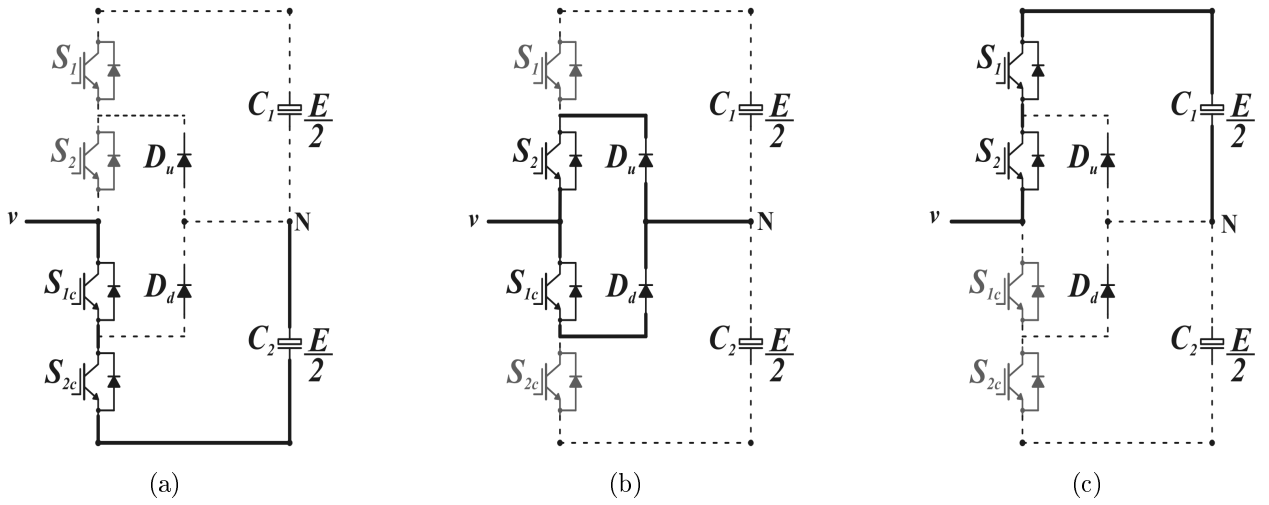 S1
C1 E/2
S2 Du
v N
S1c Dd
C2 E/2
S2c
(a)
S1
C1 E/2
S2 Du
v N
S1c Dd
C2 E/2
S2c
(b)
S1
C1 E/2
S2 Du
v N
S1c Dd
C2 E/2
S2c
(c)